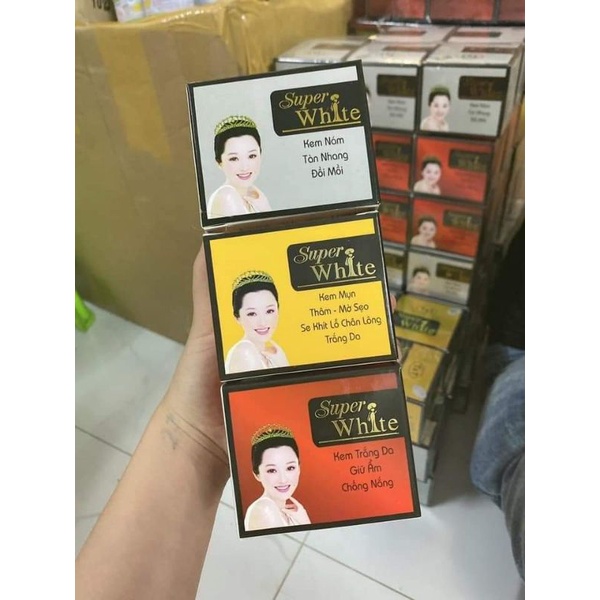 Super
White
Kem Nám
Tàn Nhang
Đồi Mồi
Super
White
Kem Mụn
Thâm - Mờ Sẹo
Se Khít Lỗ Chân Lông
Trắng Da
Super
White
Kem Trắng Da
Giữ Ẩm
Chống Nắng